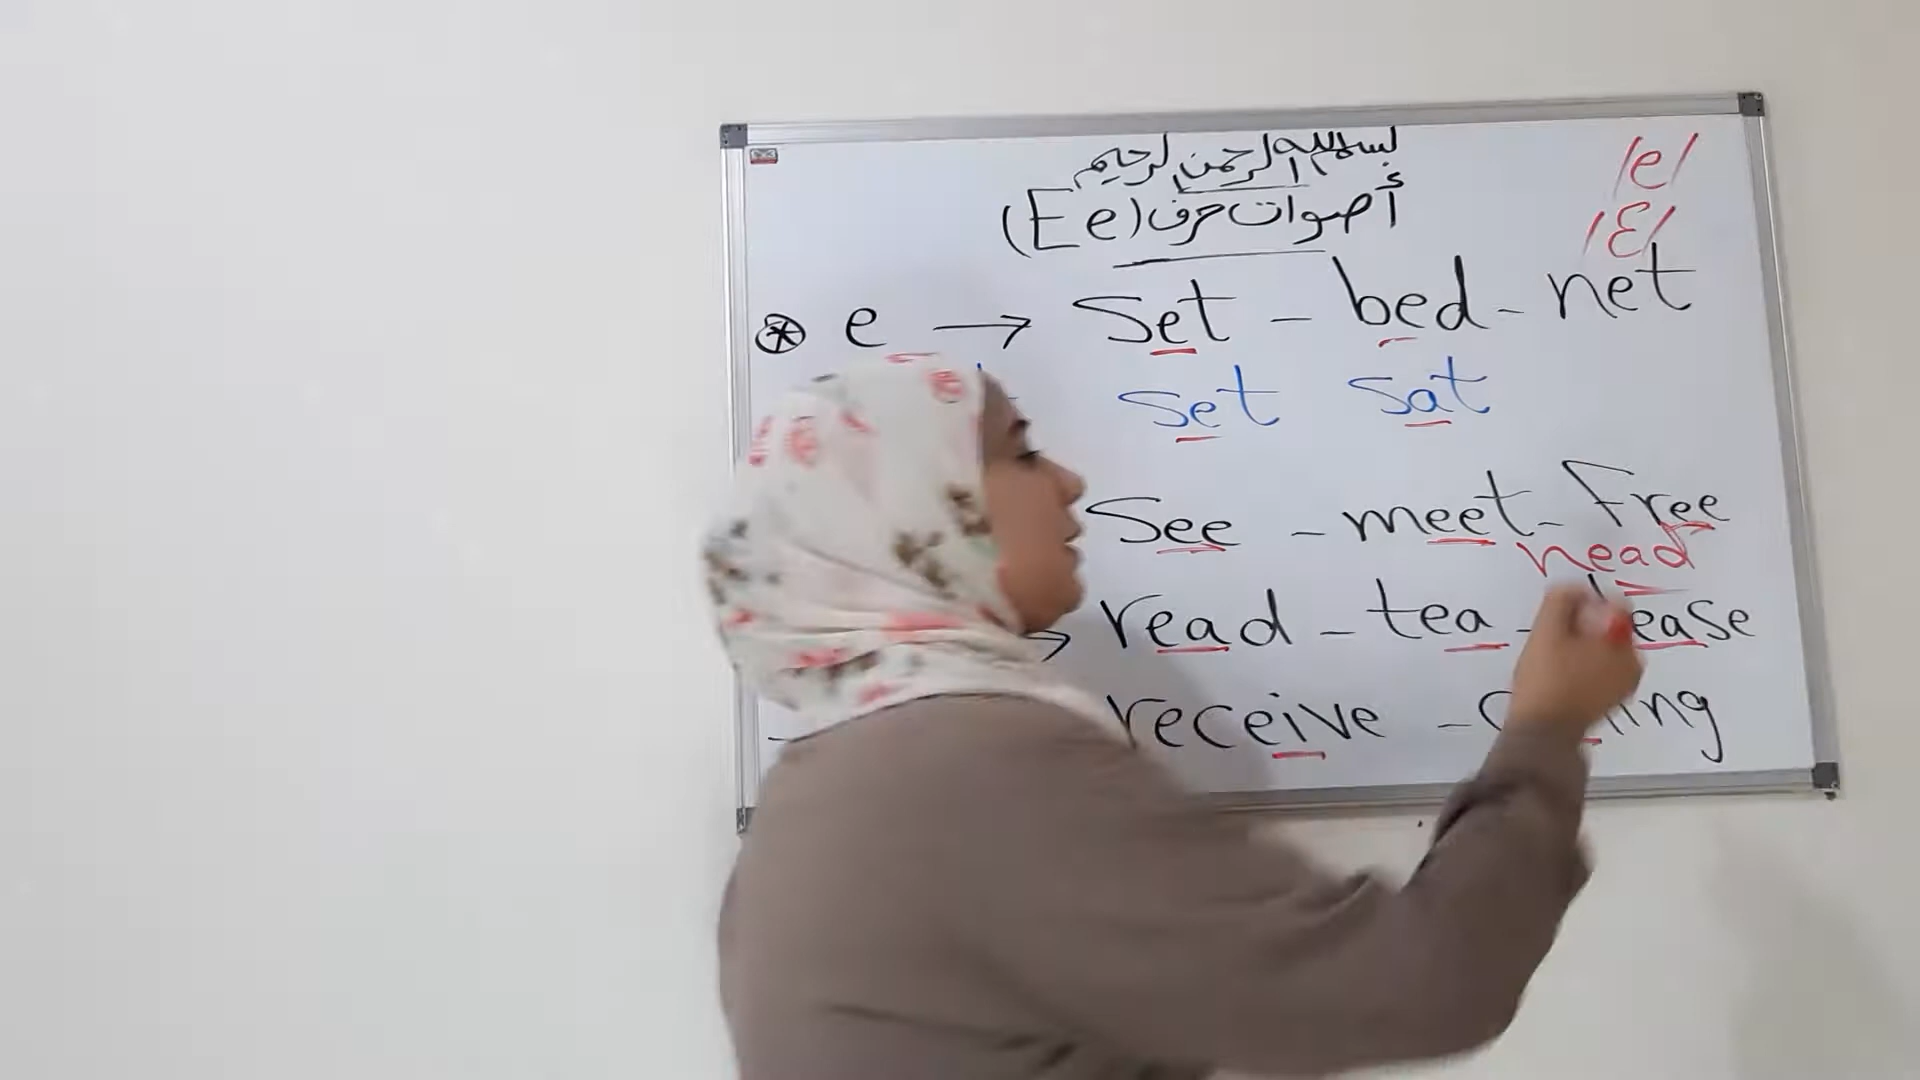 بسم الله الرحمن الرحيم
أصوات حرف (Ee)
/e/
/ɛ/
⊛ e → Set - bed - net
set sat
See - meet - Free
head
→ read - tea - ease
receive -